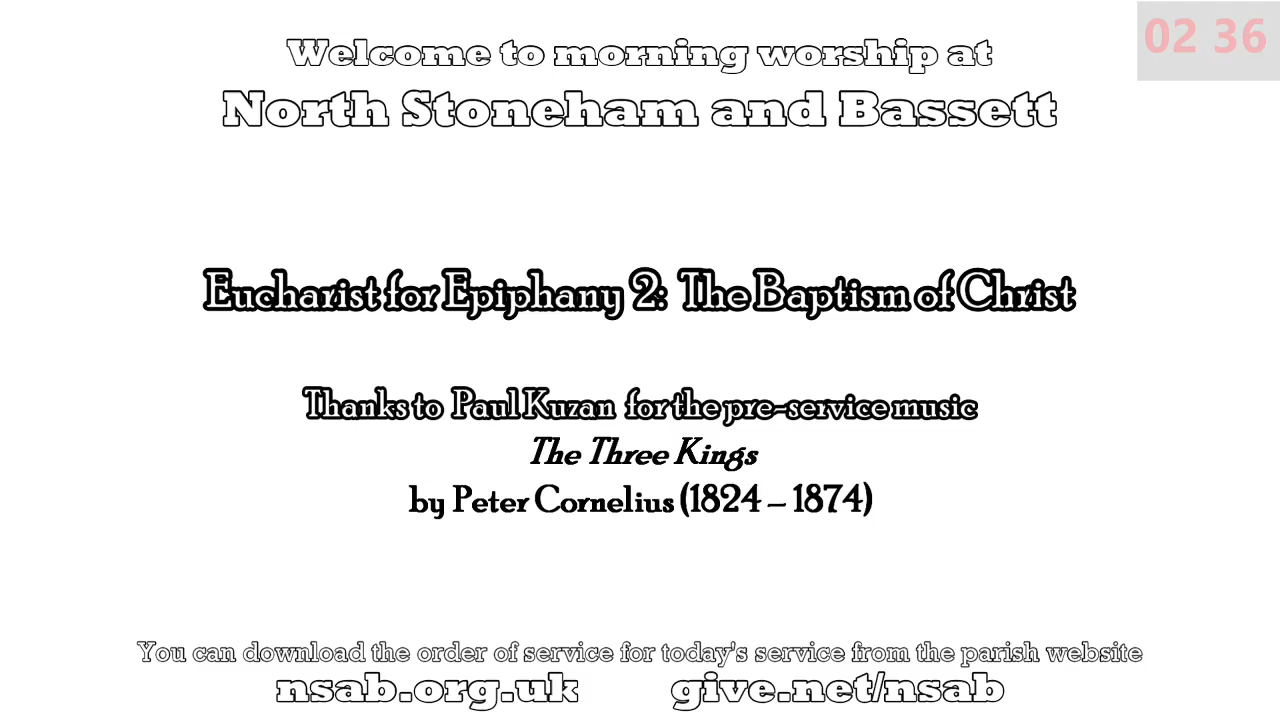 Welcome to morning worship at
02 36
North Stoneham and Bassett
Eucharist for Epiphany 2: The Baptism of Christ
Thanks to Paul Kuzan for the pre-service music
The Three Kings
by Peter Cornelius (1824 – 1874)
You can download the order of service for today's service from the parish website
nsab.org.uk give.net/nsab